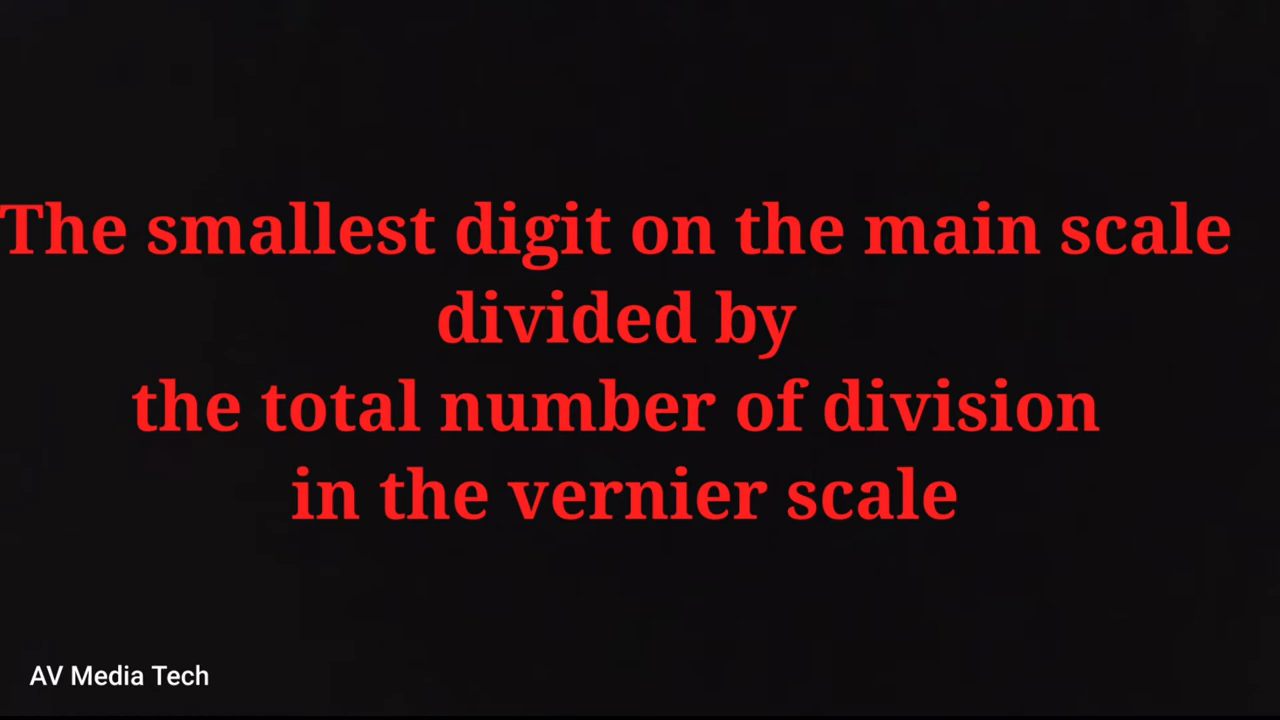 The smallest digit on the main scale
divided by
the total number of division
in the vernier scale
AV Media Tech